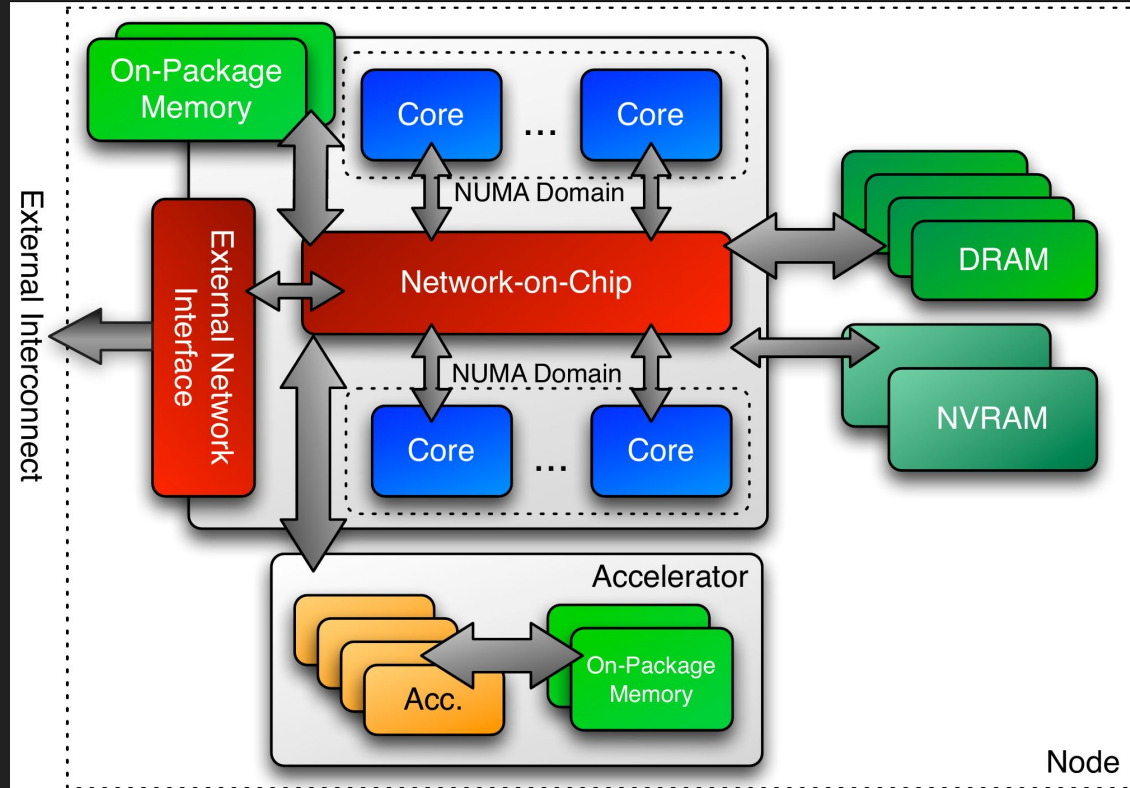 On-Package
Memory
Core
...
Core
NUMA Domain
External Interconnect
External Network
Interface
Network-on-Chip
DRAM
NUMA Domain
NVRAM
Core
...
Core
Accelerator
Acc.
On-Package
Memory
Node